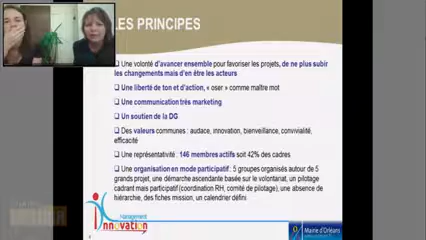 LES PRINCIPES
Une volonté d'avancer ensemble pour favoriser les projets, de ne plus subir
les changements mais d'en être les acteurs
Une liberté de ton et d'action, « oser » comme maître mot
Une communication très marketing
Un soutien de la DG
Des valeurs communes : audace, innovation, bienveillance, convivialité,
efficacité
Une représentativité : 146 membres actifs soit 42% des cadres
Une organisation en mode participatif : 5 groupes organisés autour de 5
grands projet, une démarche ascendante basée sur le volontariat, un pilotage
cadrant mais participatif (coordination RH, comité de pilotage), une absence de
hiérarchie, des fiches mission, un calendrier défini
management
innovation
Mairie d'Orléans